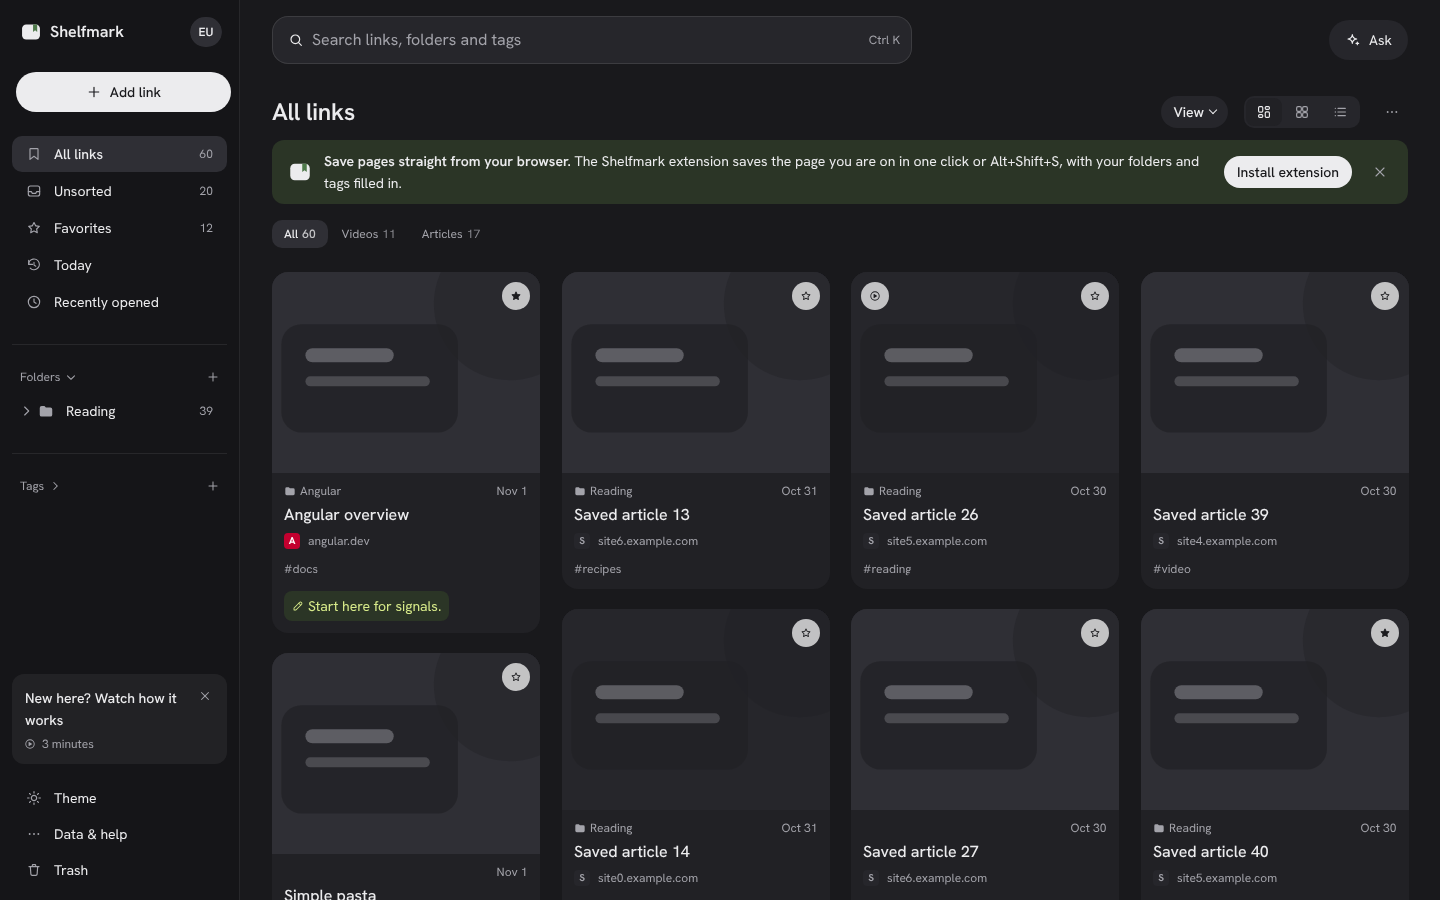 Shelfmark
EU
Add link
All links 60
Unsorted 20
Favorites 12
Today
Recently opened
Folders
Reading 39
Tags
New here? Watch how it
works
3 minutes
Theme
Data & help
Trash
Search links, folders and tags Ctrl K
Ask
All links
View
Save pages straight from your browser. The Shelfmark extension saves the page you are on in one click or Alt+Shift+S, with your folders and
tags filled in.
Install extension
All 60 Videos 11 Articles 17
Angular Nov 1
Angular overview
A angular.dev
#docs
Start here for signals.
Reading Oct 31
Saved article 13
S site6.example.com
#recipes
Reading Oct 30
Saved article 26
S site5.example.com
#reading
Oct 30
Saved article 39
S site4.example.com
#video
Nov 1
Simple pasta
Reading Oct 31
Saved article 14
S site0.example.com
Oct 30
Saved article 27
S site6.example.com
Reading Oct 30
Saved article 40
S site5.example.com